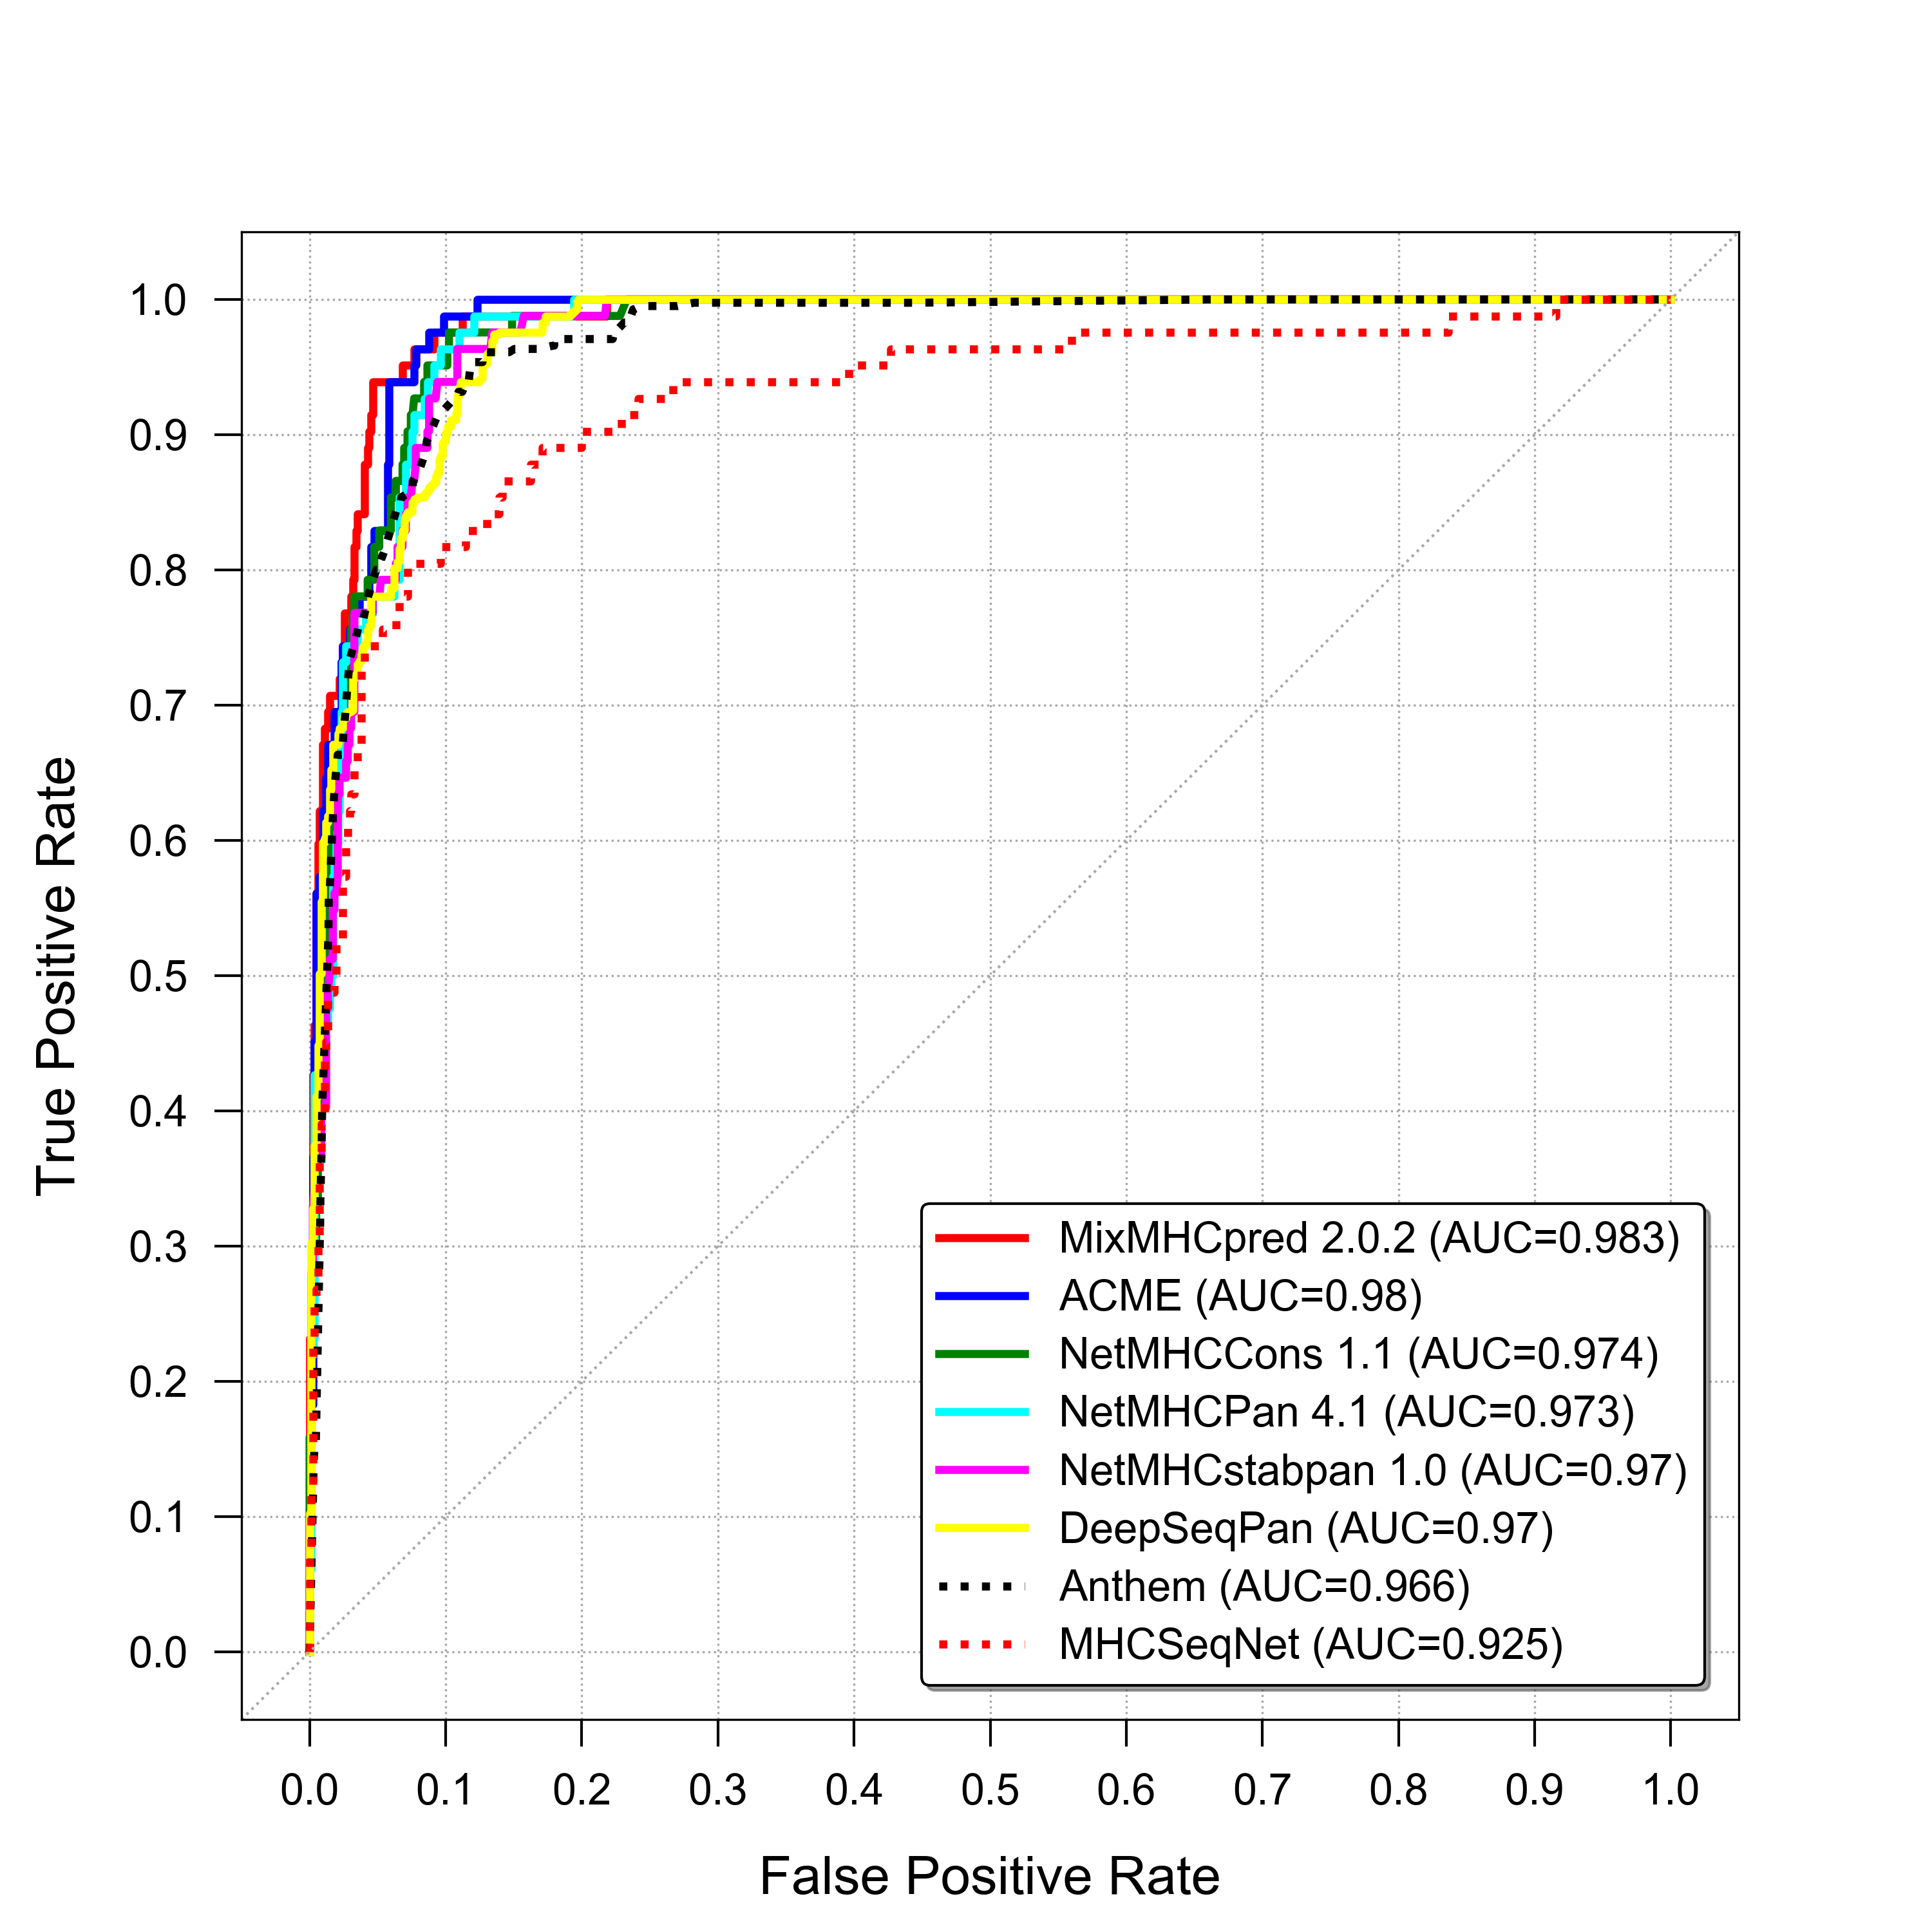 1.0
0.9
0.8
0.7
0.6
0.5
0.4
0.3
0.2
0.1
0.0
True Positive Rate
MixMHCpred 2.0.2 (AUC=0.983)
ACME (AUC=0.98)
NetMHCCons 1.1 (AUC=0.974)
NetMHCPan 4.1 (AUC=0.973)
NetMHCstabpan 1.0 (AUC=0.97)
DeepSeqPan (AUC=0.97)
Anthem (AUC=0.966)
MHCSeqNet (AUC=0.925)
0.0 0.1 0.2 0.3 0.4 0.5 0.6 0.7 0.8 0.9 1.0
False Positive Rate